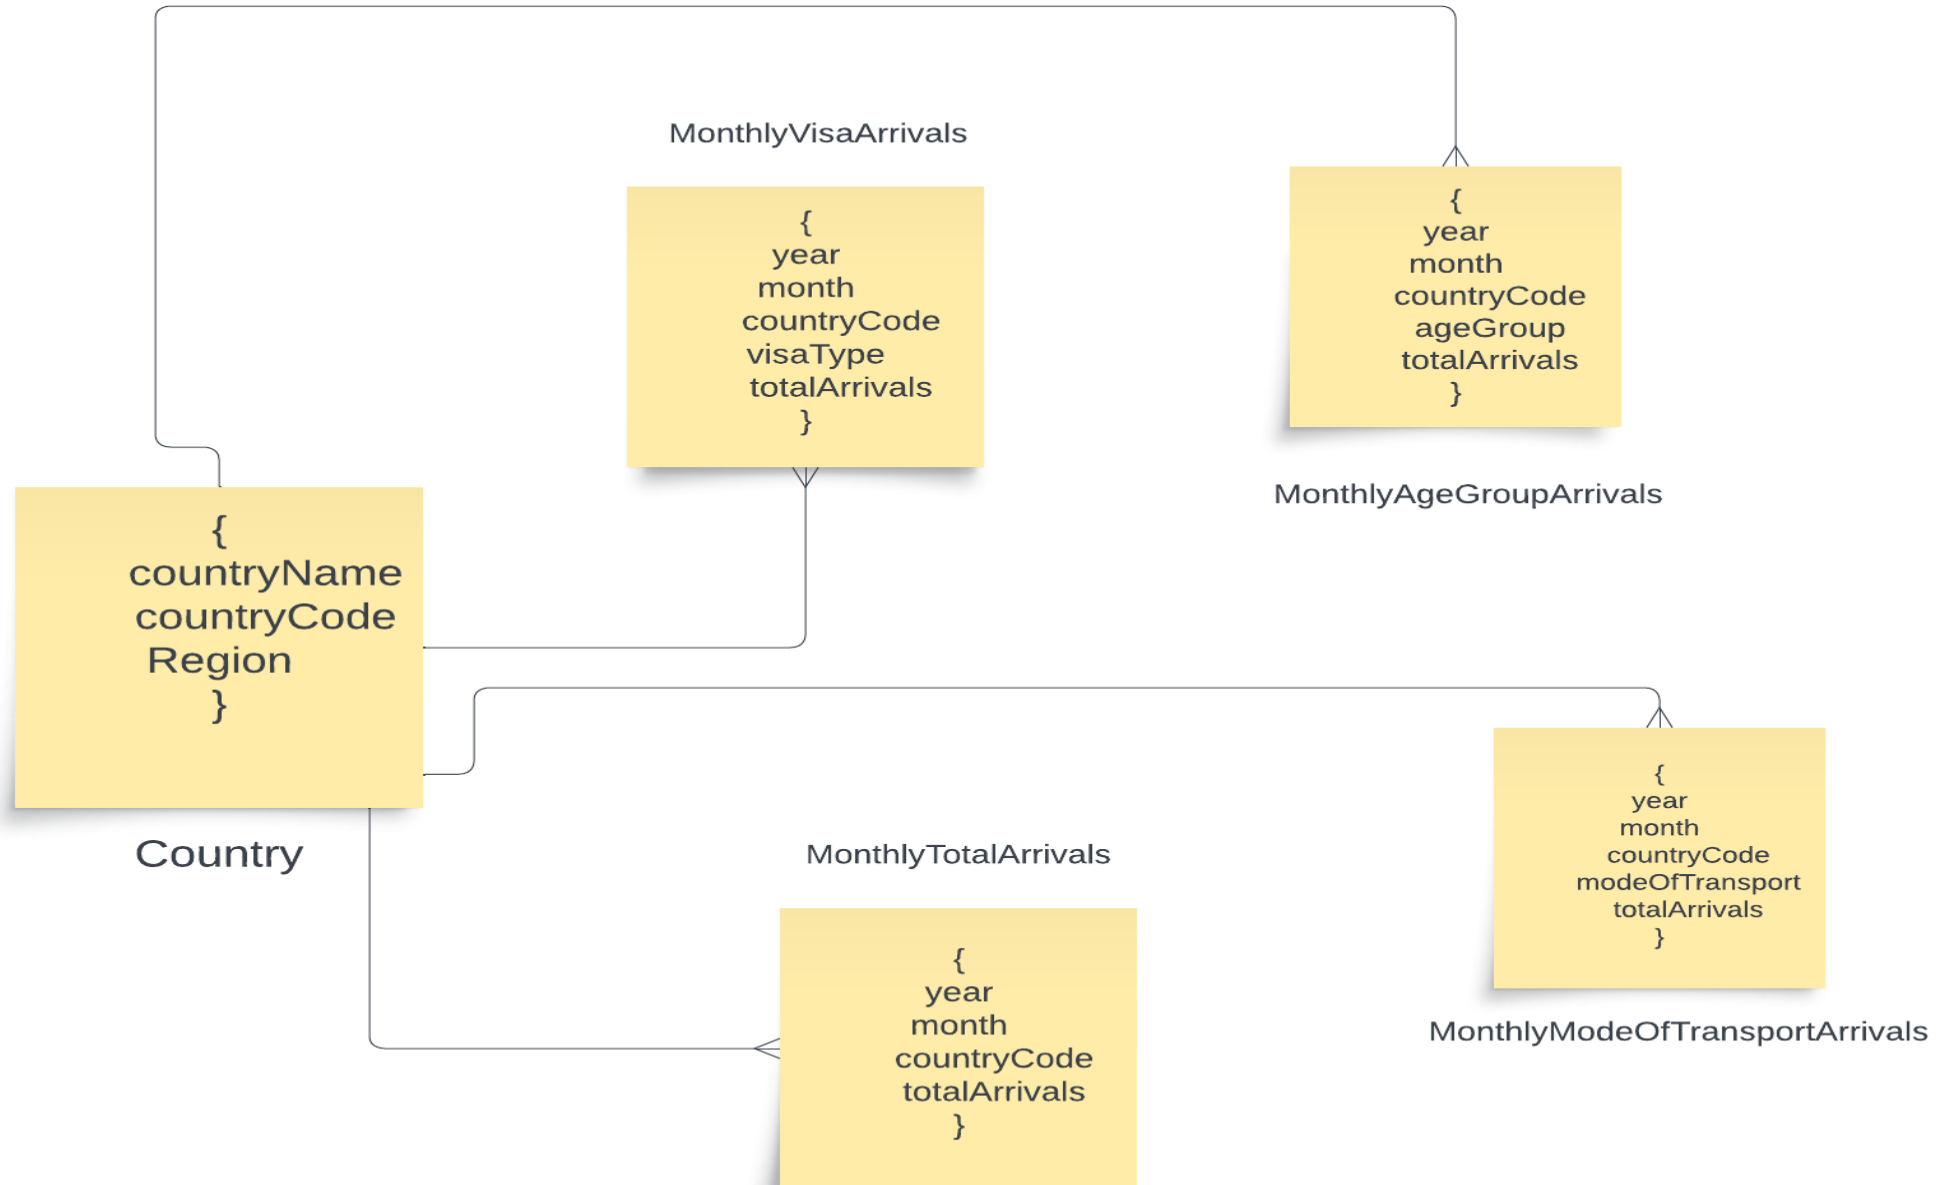 MonthlyVisaArrivals
{
year
month
countryCode
visaType
totalArrivals
}
{
year
month
countryCode
ageGroup
totalArrivals
}
MonthlyAgeGroupArrivals
{
countryName
countryCode
Region
}
Country
MonthlyTotalArrivals
{
year
month
countryCode
totalArrivals
}
{
year
month
countryCode
modeOfTransport
totalArrivals
}
MonthlyModeOfTransportArrivals